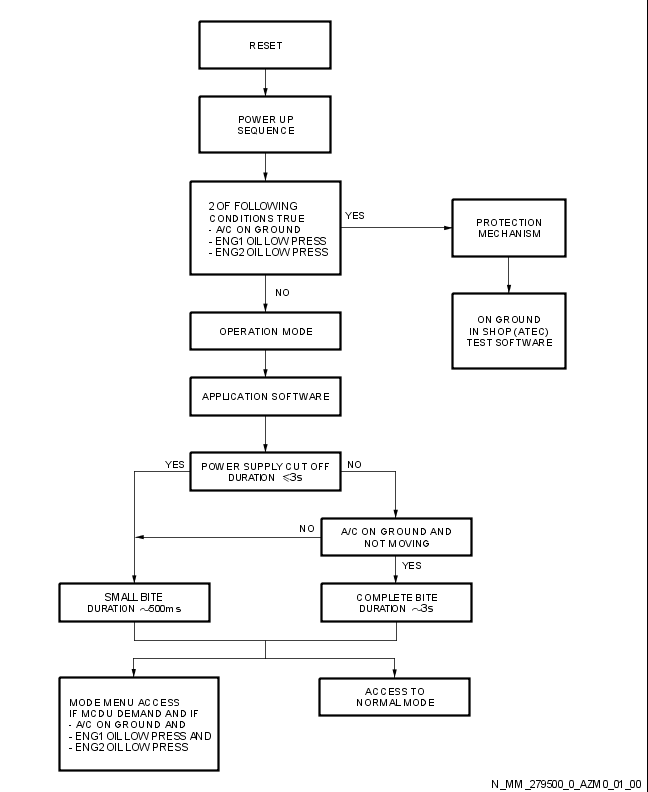 RESET
POWER UP
SEQUENCE
2 OF FOLLOWING
CONDITIONS TRUE
- A/C ON GROUND
- ENG1 OIL LOW PRESS
- ENG2 OIL LOW PRESS
YES
PROTECTION
MECHANISM
NO
ON GROUND
IN SHOP (ATEC)
TEST SOFTWARE
OPERATION MODE
APPLICATION SOFTWARE
YES
POWER SUPPLY CUT OFF
DURATION ⩽3s
NO
NO
A/C ON GROUND AND
NOT MOVING
YES
SMALL BITE
DURATION ~500ms
COMPLETE BITE
DURATION ~3s
MODE MENU ACCESS
IF MCDU DEMAND AND IF
- A/C ON GROUND AND
- ENG1 OIL LOW PRESS AND
- ENG2 OIL LOW PRESS
ACCESS TO
NORMAL MODE
N_MM_279500_0_AZM0_01_00